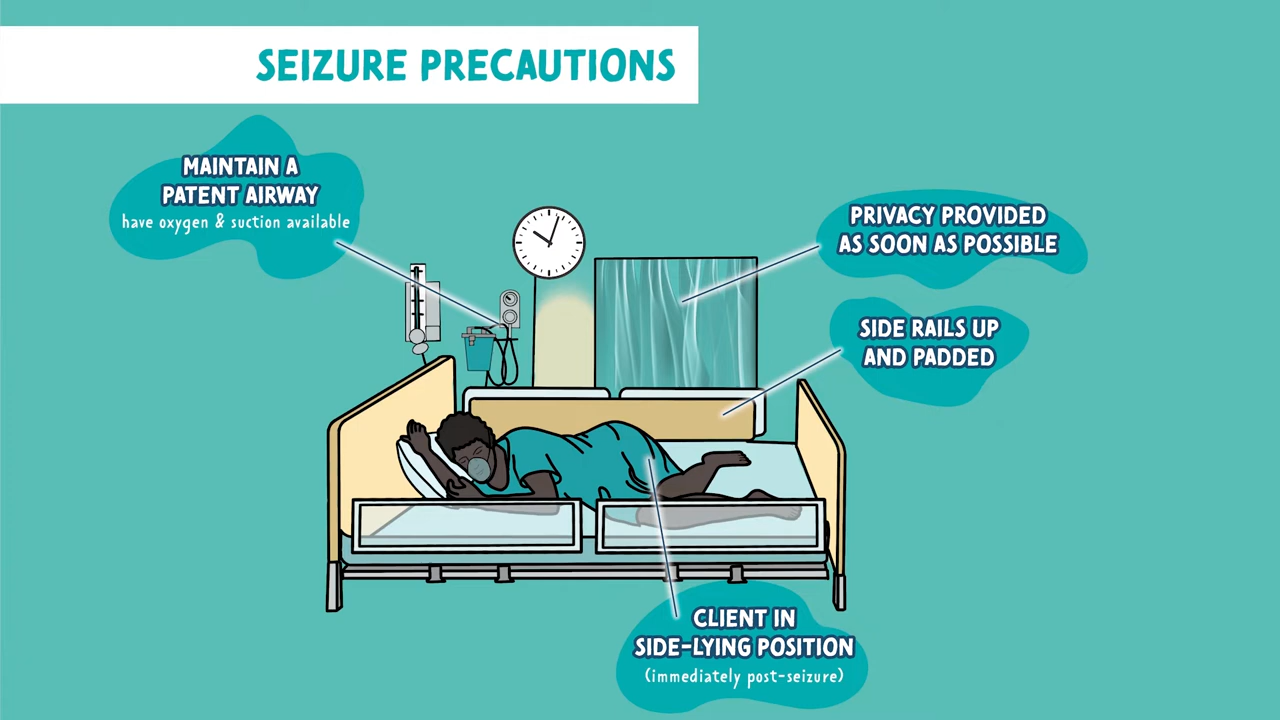 SEIZURE PRECAUTIONS
MAINTAIN A
PATENT AIRWAY
have oxygen & suction available
PRIVACY PROVIDED
AS SOON AS POSSIBLE
SIDE RAILS UP
AND PADDED
CLIENT IN
SIDE-LYING POSITION
(immediately post-seizure)